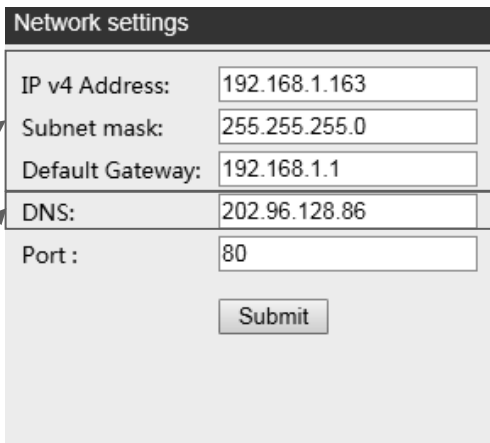 Network settings
IP v4 Address: 192.168.1.163
Subnet mask: 255.255.255.0
Default Gateway: 192.168.1.1
DNS: 202.96.128.86
Port : 80
Submit